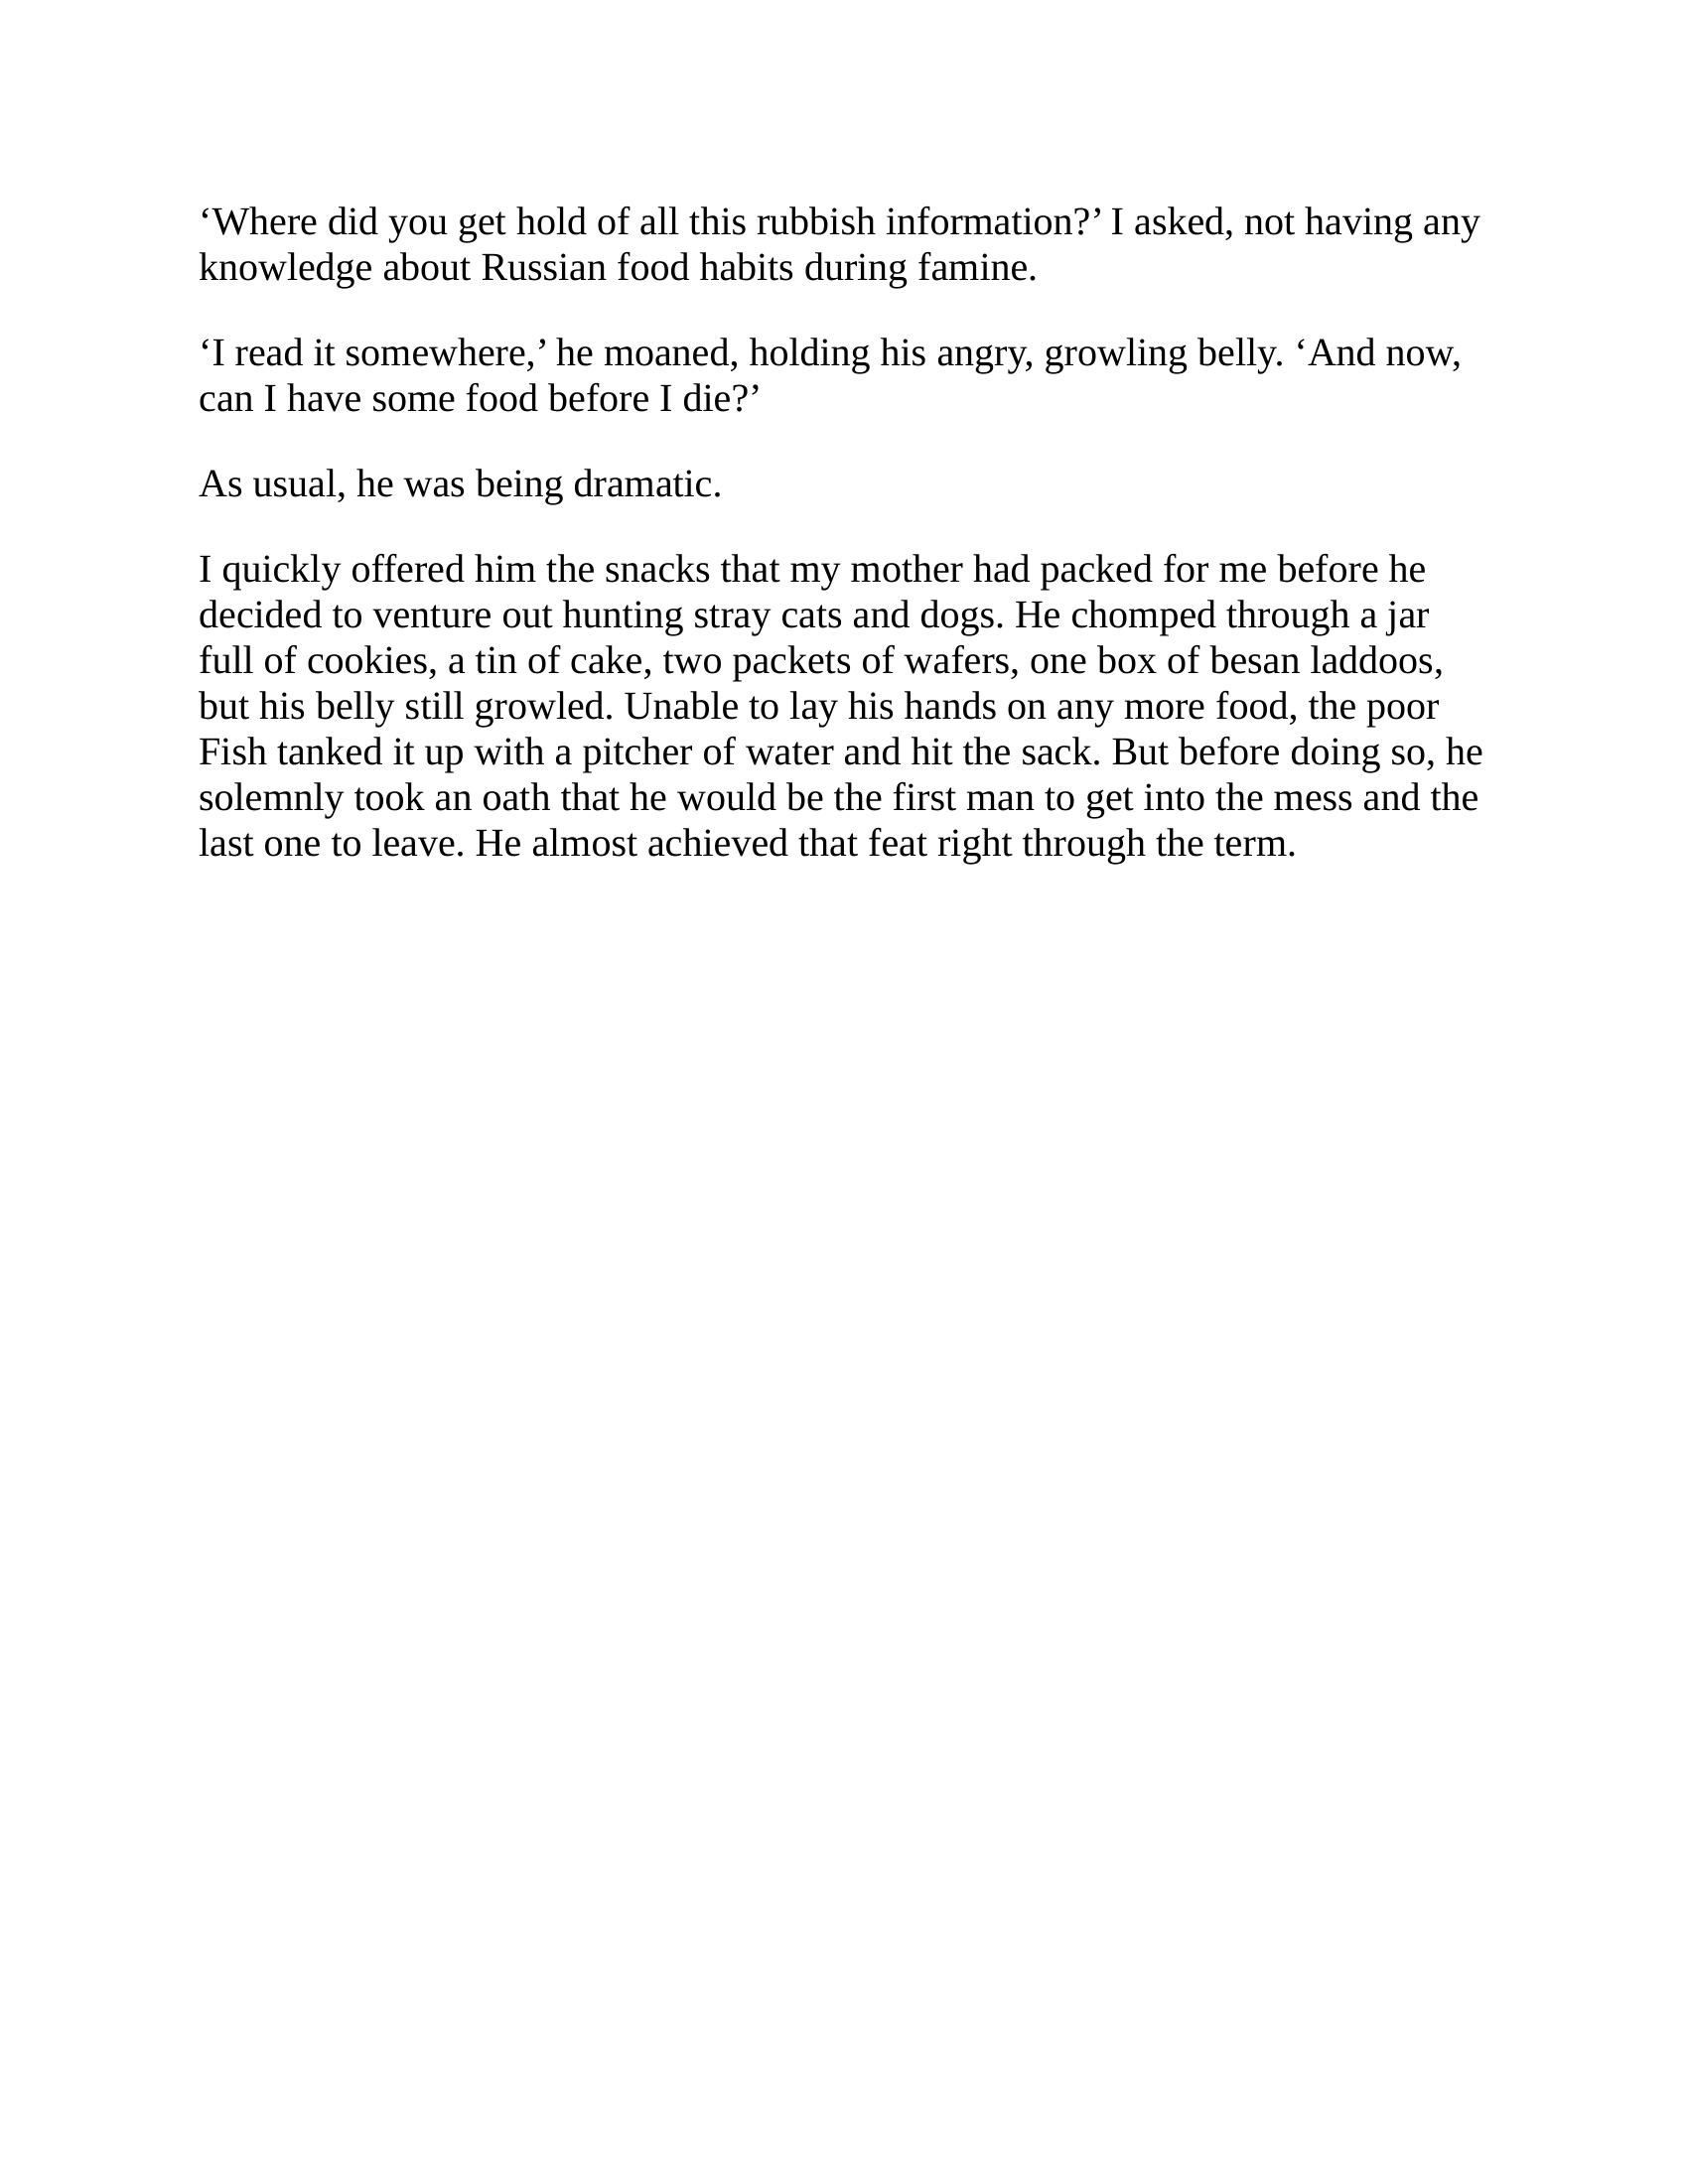 ‘Where did you get hold of all this rubbish information?’ I asked, not having any
knowledge about Russian food habits during famine.
‘I read it somewhere,’ he moaned, holding his angry, growling belly. ‘And now,
can I have some food before I die?’
As usual, he was being dramatic.
I quickly offered him the snacks that my mother had packed for me before he
decided to venture out hunting stray cats and dogs. He chomped through a jar
full of cookies, a tin of cake, two packets of wafers, one box of besan laddoos,
but his belly still growled. Unable to lay his hands on any more food, the poor
Fish tanked it up with a pitcher of water and hit the sack. But before doing so, he
solemnly took an oath that he would be the first man to get into the mess and the
last one to leave. He almost achieved that feat right through the term.